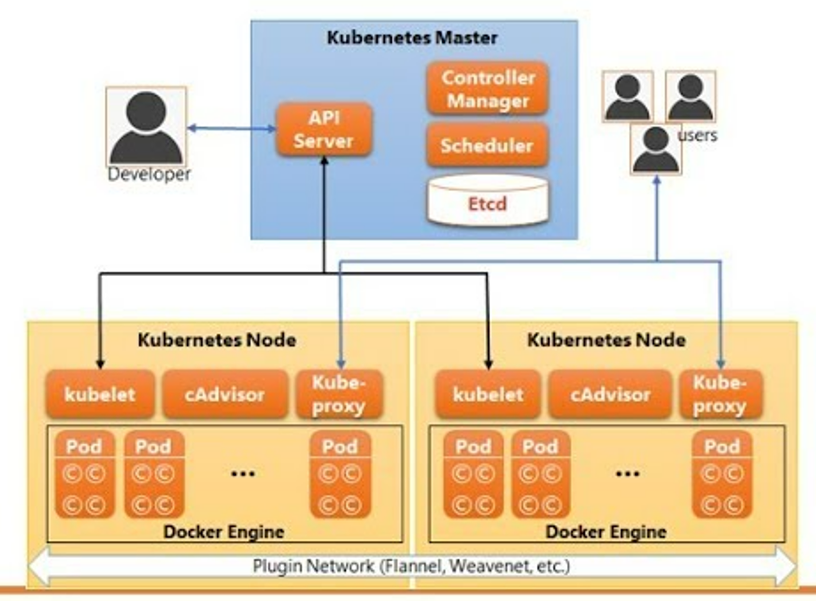 Kubernetes Master
API
Server
Controller
Manager
Scheduler
Etcd
Developer
users
Kubernetes Node
kubelet
cAdvisor
Kube-
proxy
Pod
Pod
...
Pod
© ©
© ©
© ©
© ©
© ©
© ©
Docker Engine
Kubernetes Node
kubelet
cAdvisor
Kube-
proxy
Pod
Pod
...
Pod
© ©
© ©
© ©
© ©
© ©
© ©
Docker Engine
Plugin Network (Flannel, Weavenet, etc.)